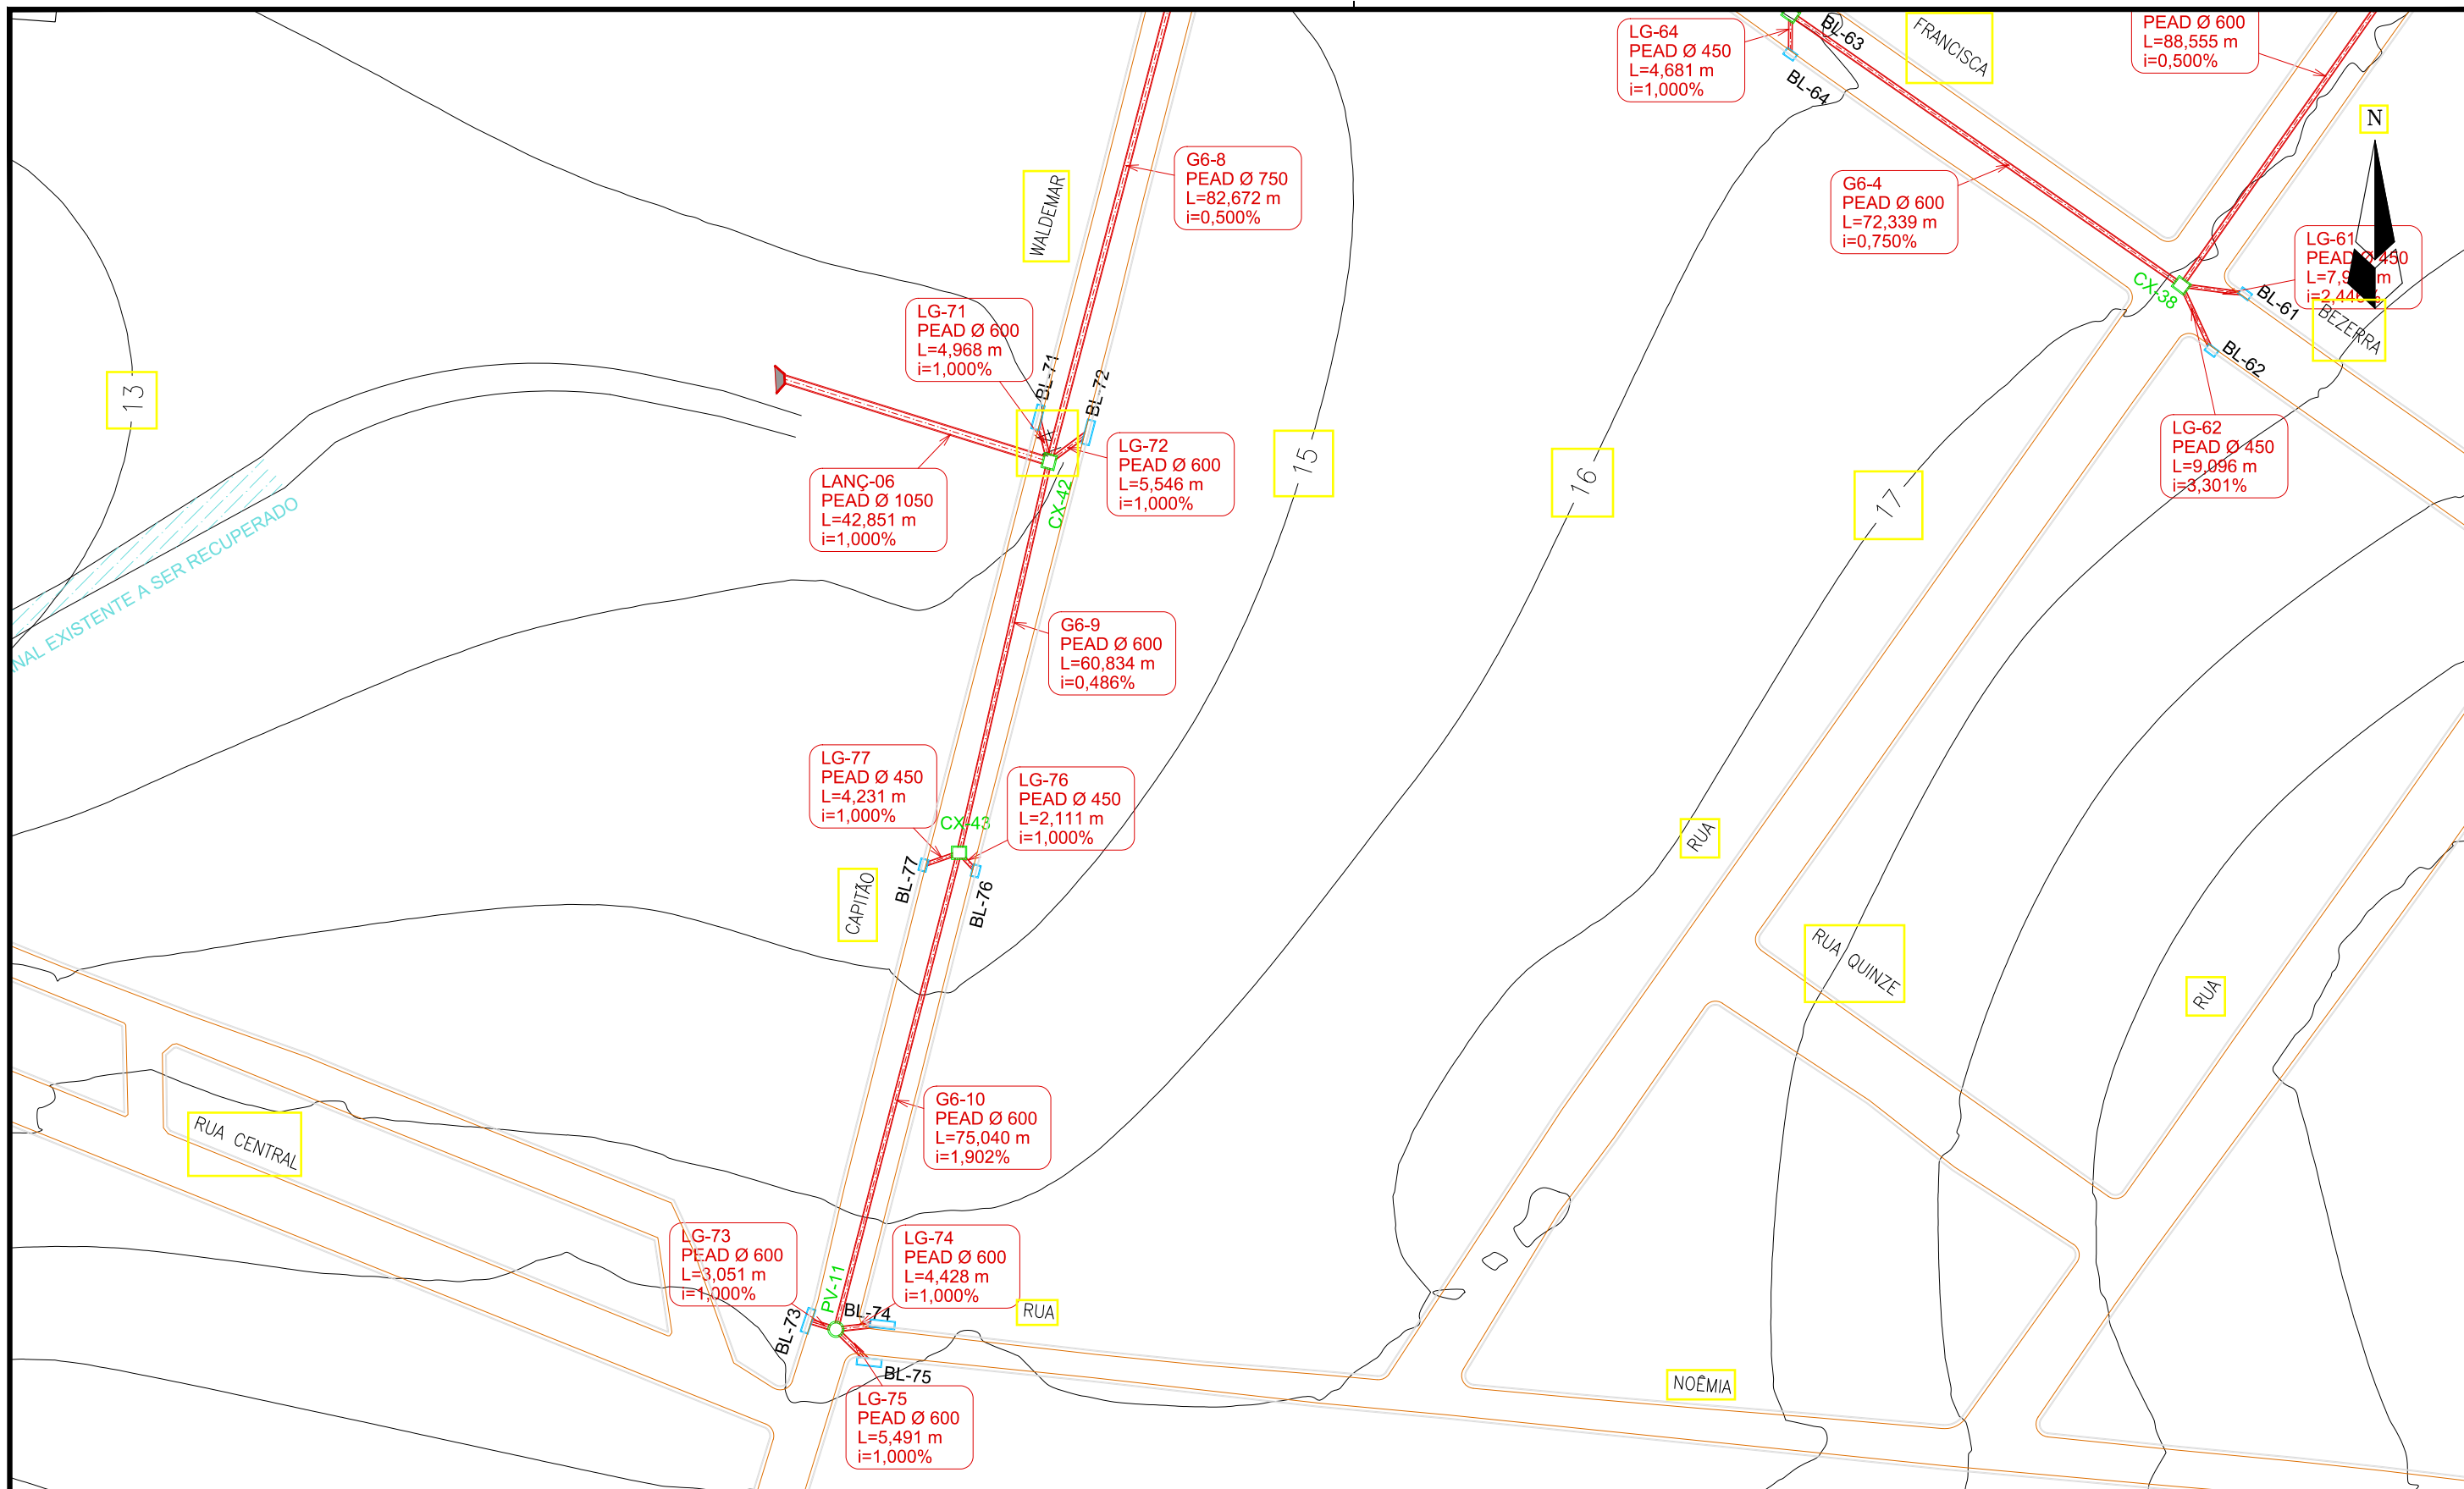 LG-64
PEAD Ø 450
L=4,681 m
i=1,000%
BL-63
BL-64
FRANCISCA
PEAD Ø 600
L=88,555 m
i=0,500%
N
G6-8
PEAD Ø 750
L=82,672 m
i=0,500%
WALDEMAR
G6-4
PEAD Ø 600
L=72,339 m
i=0,750%
LG-61
PEAD Ø 450
CX-38
BL-61
BEZERRA
BL-62
LG-71
PEAD Ø 600
L=4,968 m
i=1,000%
BL-71
BL-72
13
LG-72
PEAD Ø 600
L=5,546 m
i=1,000%
CX-42
15
16
17
LG-62
PEAD Ø 450
L=9,096 m
i=3,301%
LANÇ-06
PEAD Ø 1050
L=42,851 m
i=1,000%
NAL EXISTENTE A SER RECUPERADO
G6-9
PEAD Ø 600
L=60,834 m
i=0,486%
LG-77
PEAD Ø 450
L=4,231 m
i=1,000%
LG-76
PEAD Ø 450
L=2,111 m
i=1,000%
CX-43
BL-77
BL-76
CAPITÃO
RUA
RUA QUINZE
RUA
G6-10
PEAD Ø 600
L=75,040 m
i=1,902%
RUA CENTRAL
LG-73
PEAD Ø 600
L=3,051 m
i=1,000%
PV-11
LG-74
PEAD Ø 600
L=4,428 m
i=1,000%
BL-73
BL-74
RUA
BL-75
NOÊMIA
LG-75
PEAD Ø 600
L=5,491 m
i=1,000%